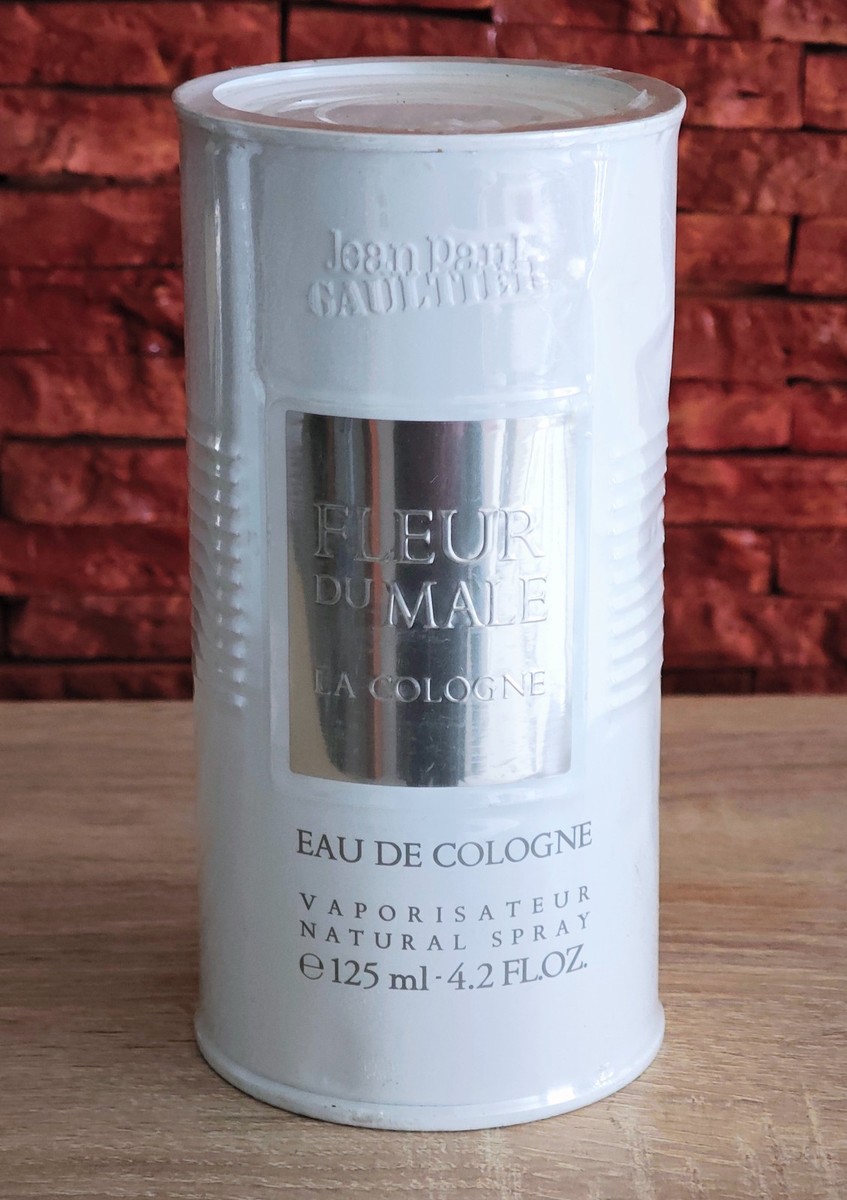 Jean Paul
GAULTIER
FLEUR
DU MALE
LA COLOGNE
EAU DE COLOGNE
VAPORISATEUR
NATURAL SPRAY
℮ 125 ml - 4.2 FL.OZ.